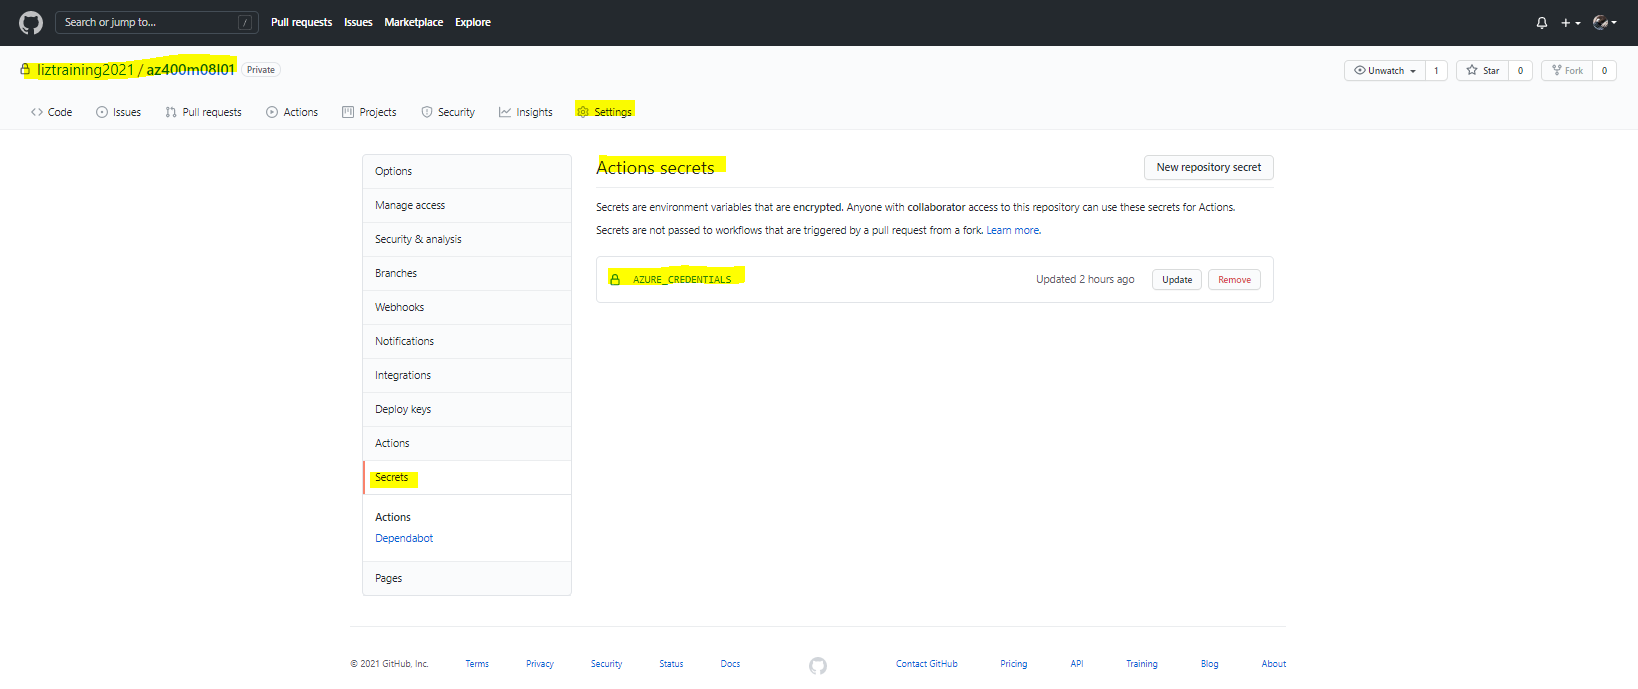 Search or jump to... /
Pull requests Issues Marketplace Explore
liztraining2021 / az400m08l01 Private
Unwatch 1 Star 0 Fork 0
Code Issues Pull requests Actions Projects Security Insights Settings
Options
Manage access
Security & analysis
Branches
Webhooks
Notifications
Integrations
Deploy keys
Actions
Secrets
Actions
Dependabot
Pages
Actions secrets
New repository secret
Secrets are environment variables that are encrypted. Anyone with collaborator access to this repository can use these secrets for Actions.
Secrets are not passed to workflows that are triggered by a pull request from a fork. Learn more.
AZURE_CREDENTIALS Updated 2 hours ago Update Remove
© 2021 GitHub, Inc. Terms Privacy Security Status Docs Contact GitHub Pricing API Training Blog About